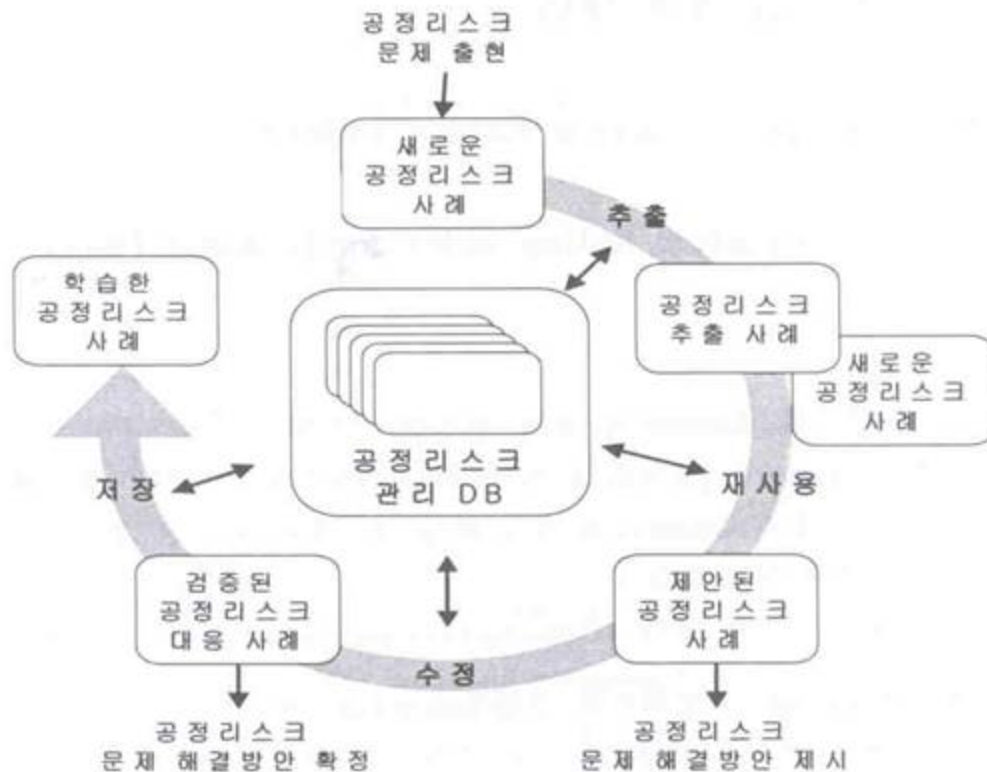 공정리스크
문제 출현
새로운
공정리스크
사례
추출
학습한
공정리스크
사례
공정리스크
추출 사례
새로운
공정리스크
사례
공정리스크
관리 DB
저장
재사용
검증된
공정리스크
대응 사례
제안된
공정리스크
사례
수정
공정리스크
문제 해결방안 확정
공정리스크
문제 해결방안 제시